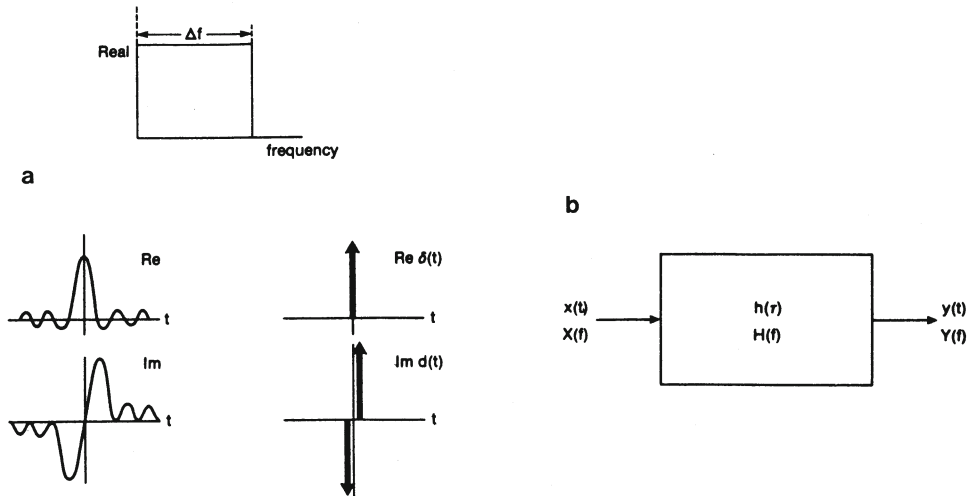 Δf
Real
frequency
a
Re
t
Re δ(t)
t
Im
t
Im d(t)
t
b
x(t)
X(f)
h(τ)
H(f)
y(t)
Y(f)